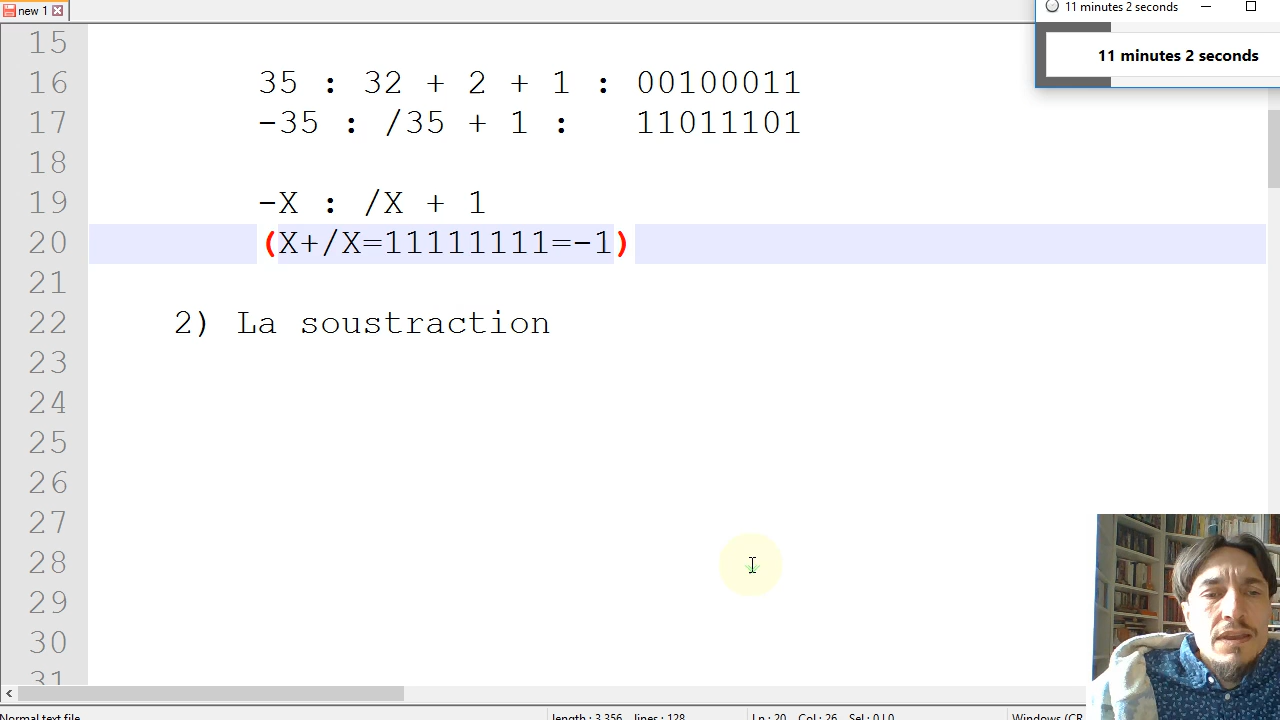 new 1
11 minutes 2 seconds
11 minutes 2 seconds
15
16 35 : 32 + 2 + 1 : 00100011
17 -35 : /35 + 1 : 11011101
18
19 -X : /X + 1
20 (X+/X=11111111=-1)
21
22 2) La soustraction
23
24
25
26
27
28
29
30
31
Normal text file length : 3 356 lines : 128 Ln : 20 Col : 26 Sel : 0 | 0 Windows (CR